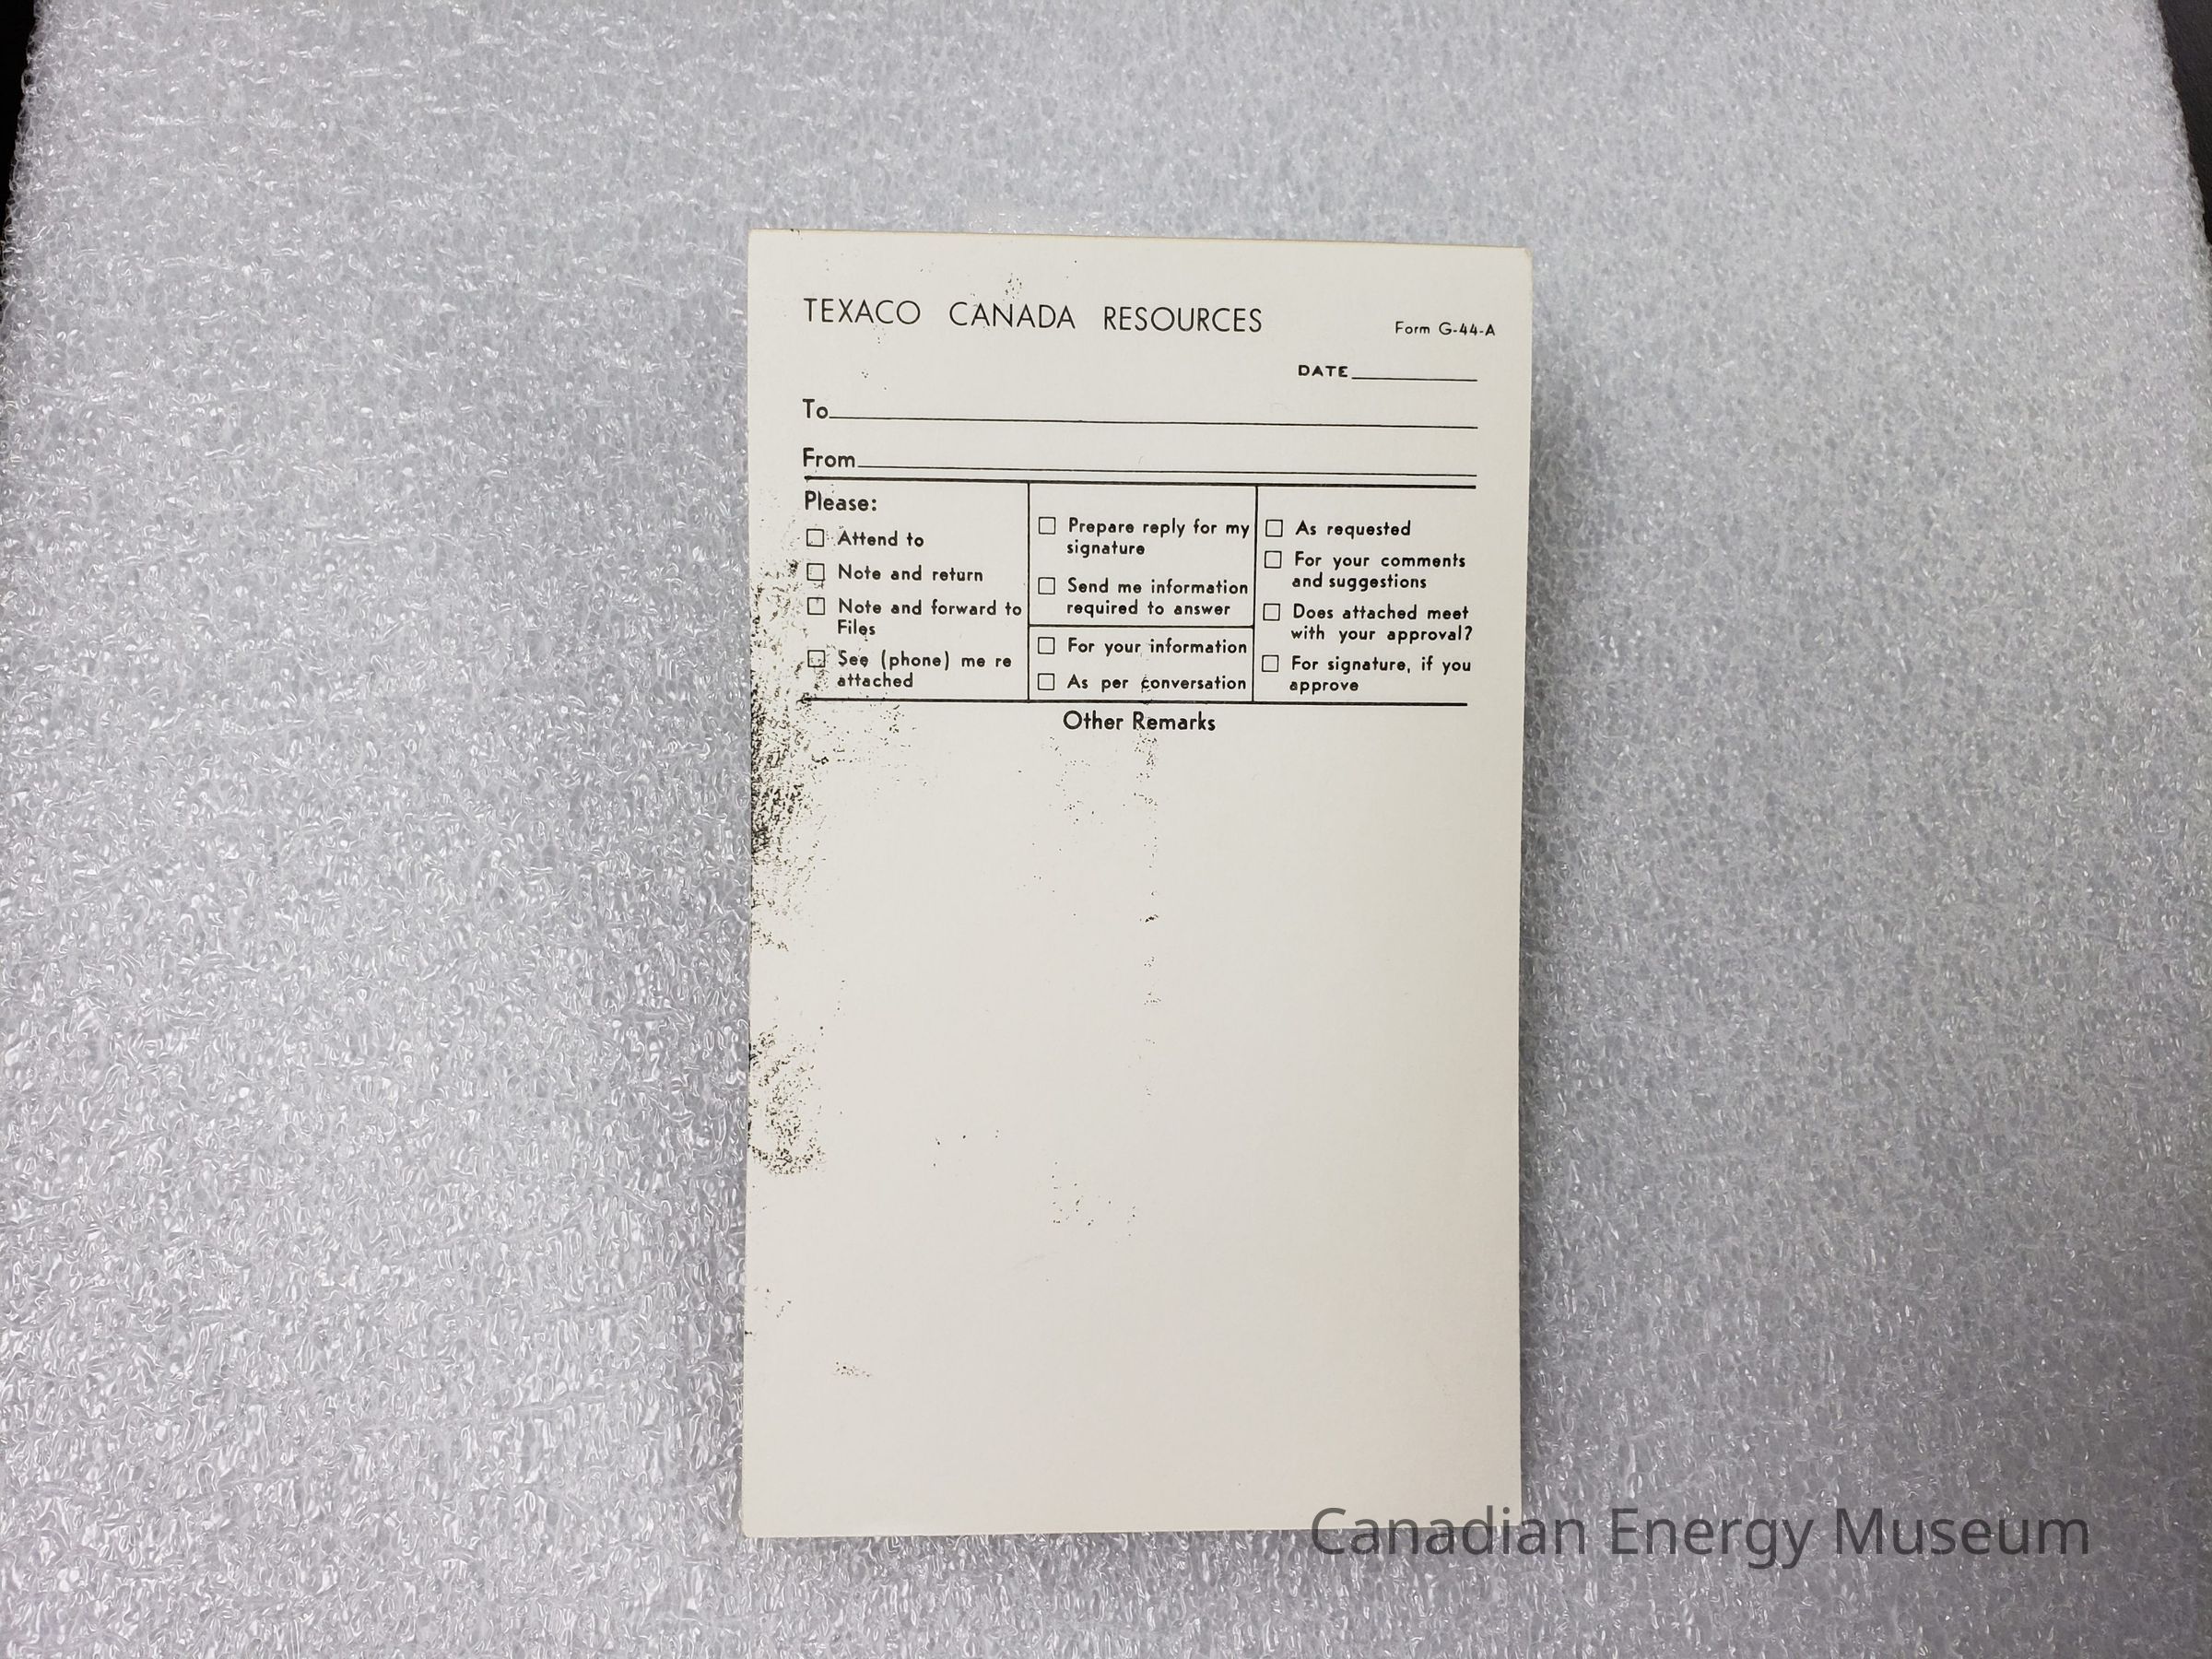 TEXACO CANADA RESOURCES
Form G-44-A
DATE
To
From
Please:
Attend to
Note and return
Note and forward to
Files
See (phone) me re
attached
Prepare reply for my
signature
Send me information
required to answer
For your information
As per conversation
As requested
For your comments
and suggestions
Does attached meet
with your approval?
For signature, if you
approve
Other Remarks
Canadian Energy Museum